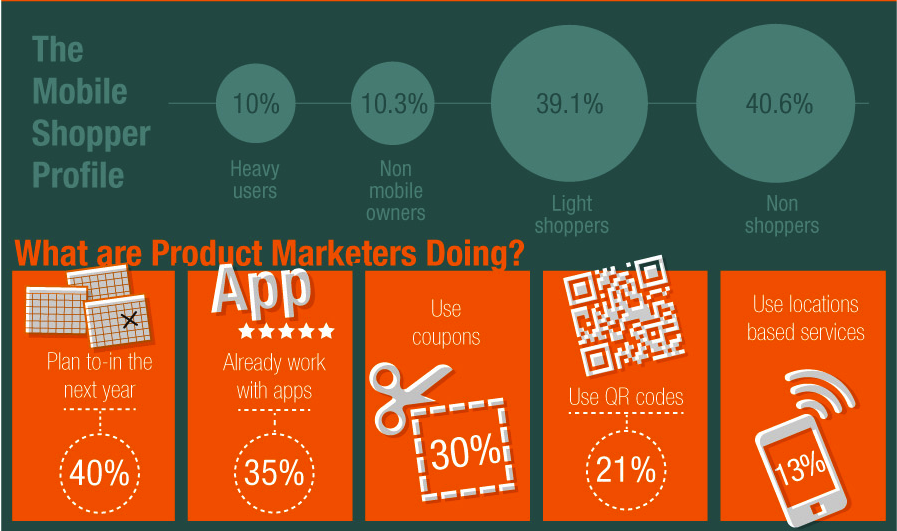 The
Mobile
Shopper
Profile
10%
10.3%
39.1%
40.6%
Heavy
users
Non
mobile
owners
Light
shoppers
Non
shoppers
What are Product Marketers Doing?
Plan to-in the
next year
40%
App
Already work
with apps
35%
Use
coupons
30%
Use QR codes
21%
Use locations
based services
13%